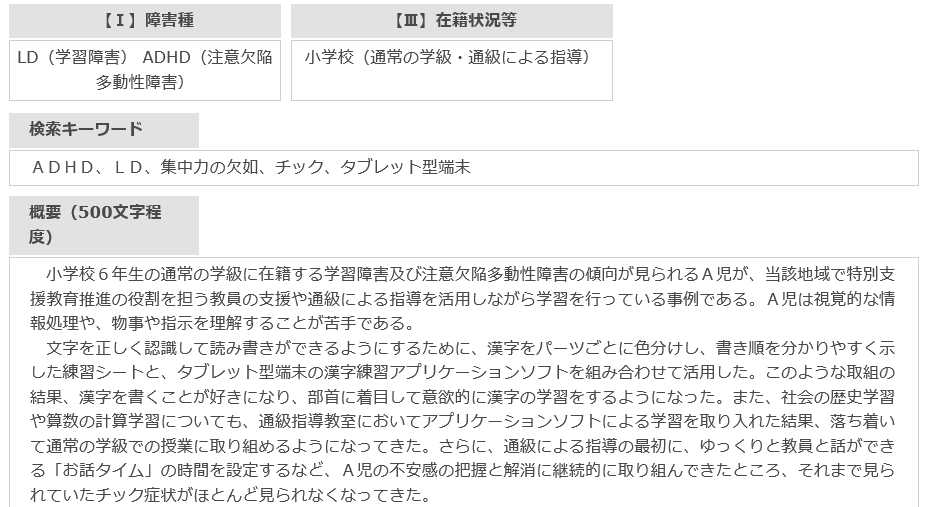 【Ⅰ】障害種
【Ⅲ】在籍状況等
LD（学習障害） ADHD（注意欠陥
多動性障害）
小学校（通常の学級・通級による指導）
検索キーワード
ＡＤＨＤ、ＬＤ、集中力の欠如、チック、タブレット型端末
概要（500文字程
度）
　小学校６年生の通常の学級に在籍する学習障害及び注意欠陥多動性障害の傾向が見られるＡ児が、当該地域で特別支
援教育推進の役割を担う教員の支援や通級による指導を活用しながら学習を行っている事例である。Ａ児は視覚的な情
報処理や、物事や指示を理解することが苦手である。
　文字を正しく認識して読み書きができるようにするために、漢字をパーツごとに色分けし、書き順を分かりやすく示
した練習シートと、タブレット型端末の漢字練習アプリケーションソフトを組み合わせて活用した。このような取組の
結果、漢字を書くことが好きになり、部首に着目して意欲的に漢字の学習をするようになった。また、社会の歴史学習
や算数の計算学習についても、通級指導教室においてアプリケーションソフトによる学習を取り入れた結果、落ち着い
て通常の学級での授業に取り組めるようになってきた。さらに、通級による指導の最初に、ゆっくりと教員と話ができ
る「お話タイム」の時間を設定するなど、Ａ児の不安感の把握と解消に継続的に取り組んできたところ、それまで見ら
れていたチック症状がほとんど見られなくなってきた。